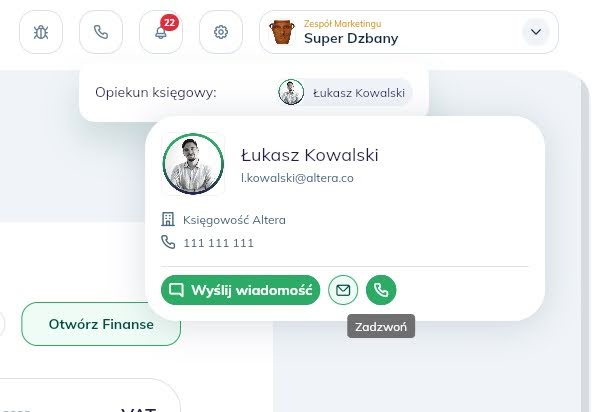 22
Zespół Marketingu
Super Dzbany
Opiekun księgowy:
Łukasz Kowalski
Łukasz Kowalski
l.kowalski@altera.co
Księgowość Altera
111 111 111
Wyślij wiadomość
Zadzwoń
Otwórz Finanse
VAT